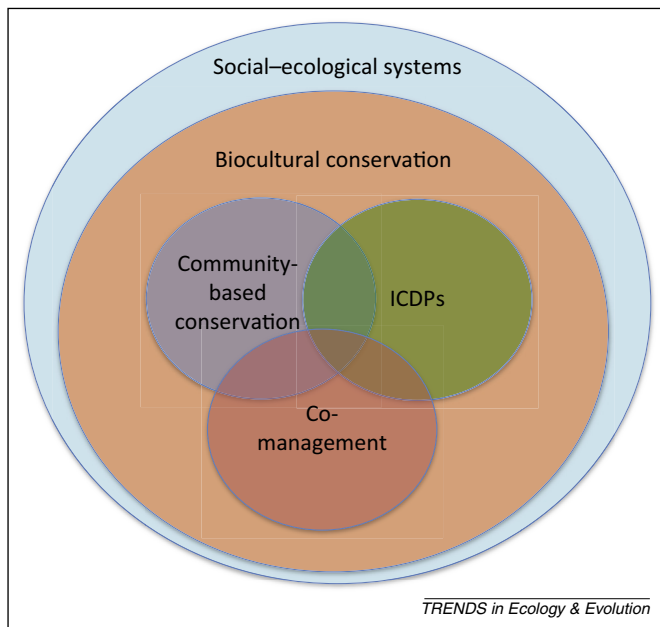 Social–ecological systems
Biocultural conservation
Community-
based
conservation
ICDPs
Co-
management
TRENDS in Ecology & Evolution